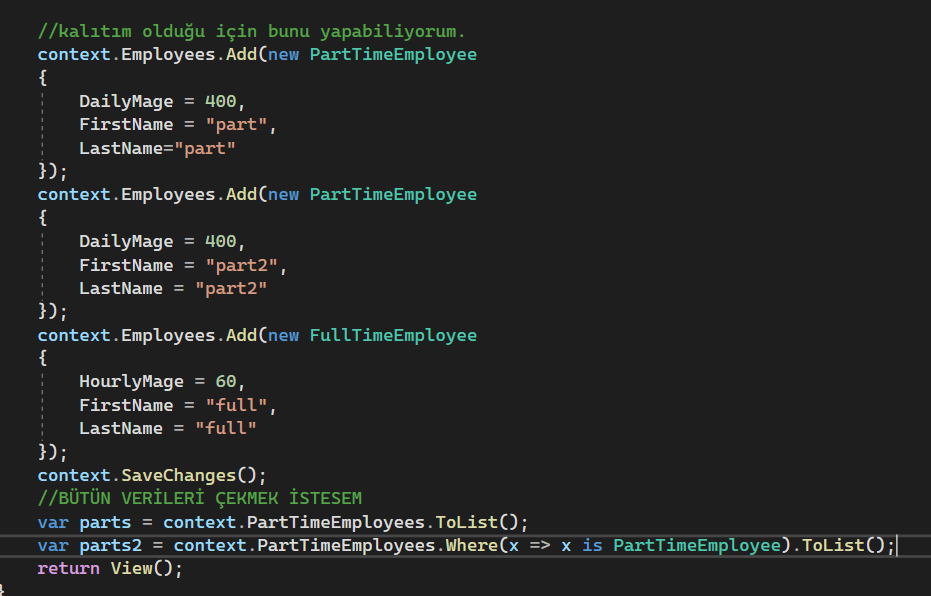 //kalıtım olduğu için bunu yapabiliyorum.
context.Employees.Add(new PartTimeEmployee
{
    DailyMage = 400,
    FirstName = "part",
    LastName="part"
});
context.Employees.Add(new PartTimeEmployee
{
    DailyMage = 400,
    FirstName = "part2",
    LastName = "part2"
});
context.Employees.Add(new FullTimeEmployee
{
    HourlyMage = 60,
    FirstName = "full",
    LastName = "full"
});
context.SaveChanges();
//BÜTÜN VERİLERİ ÇEKMEK İSTESEM
var parts = context.PartTimeEmployees.ToList();
var parts2 = context.PartTimeEmployees.Where(x => x is PartTimeEmployee).ToList();
return View();
}